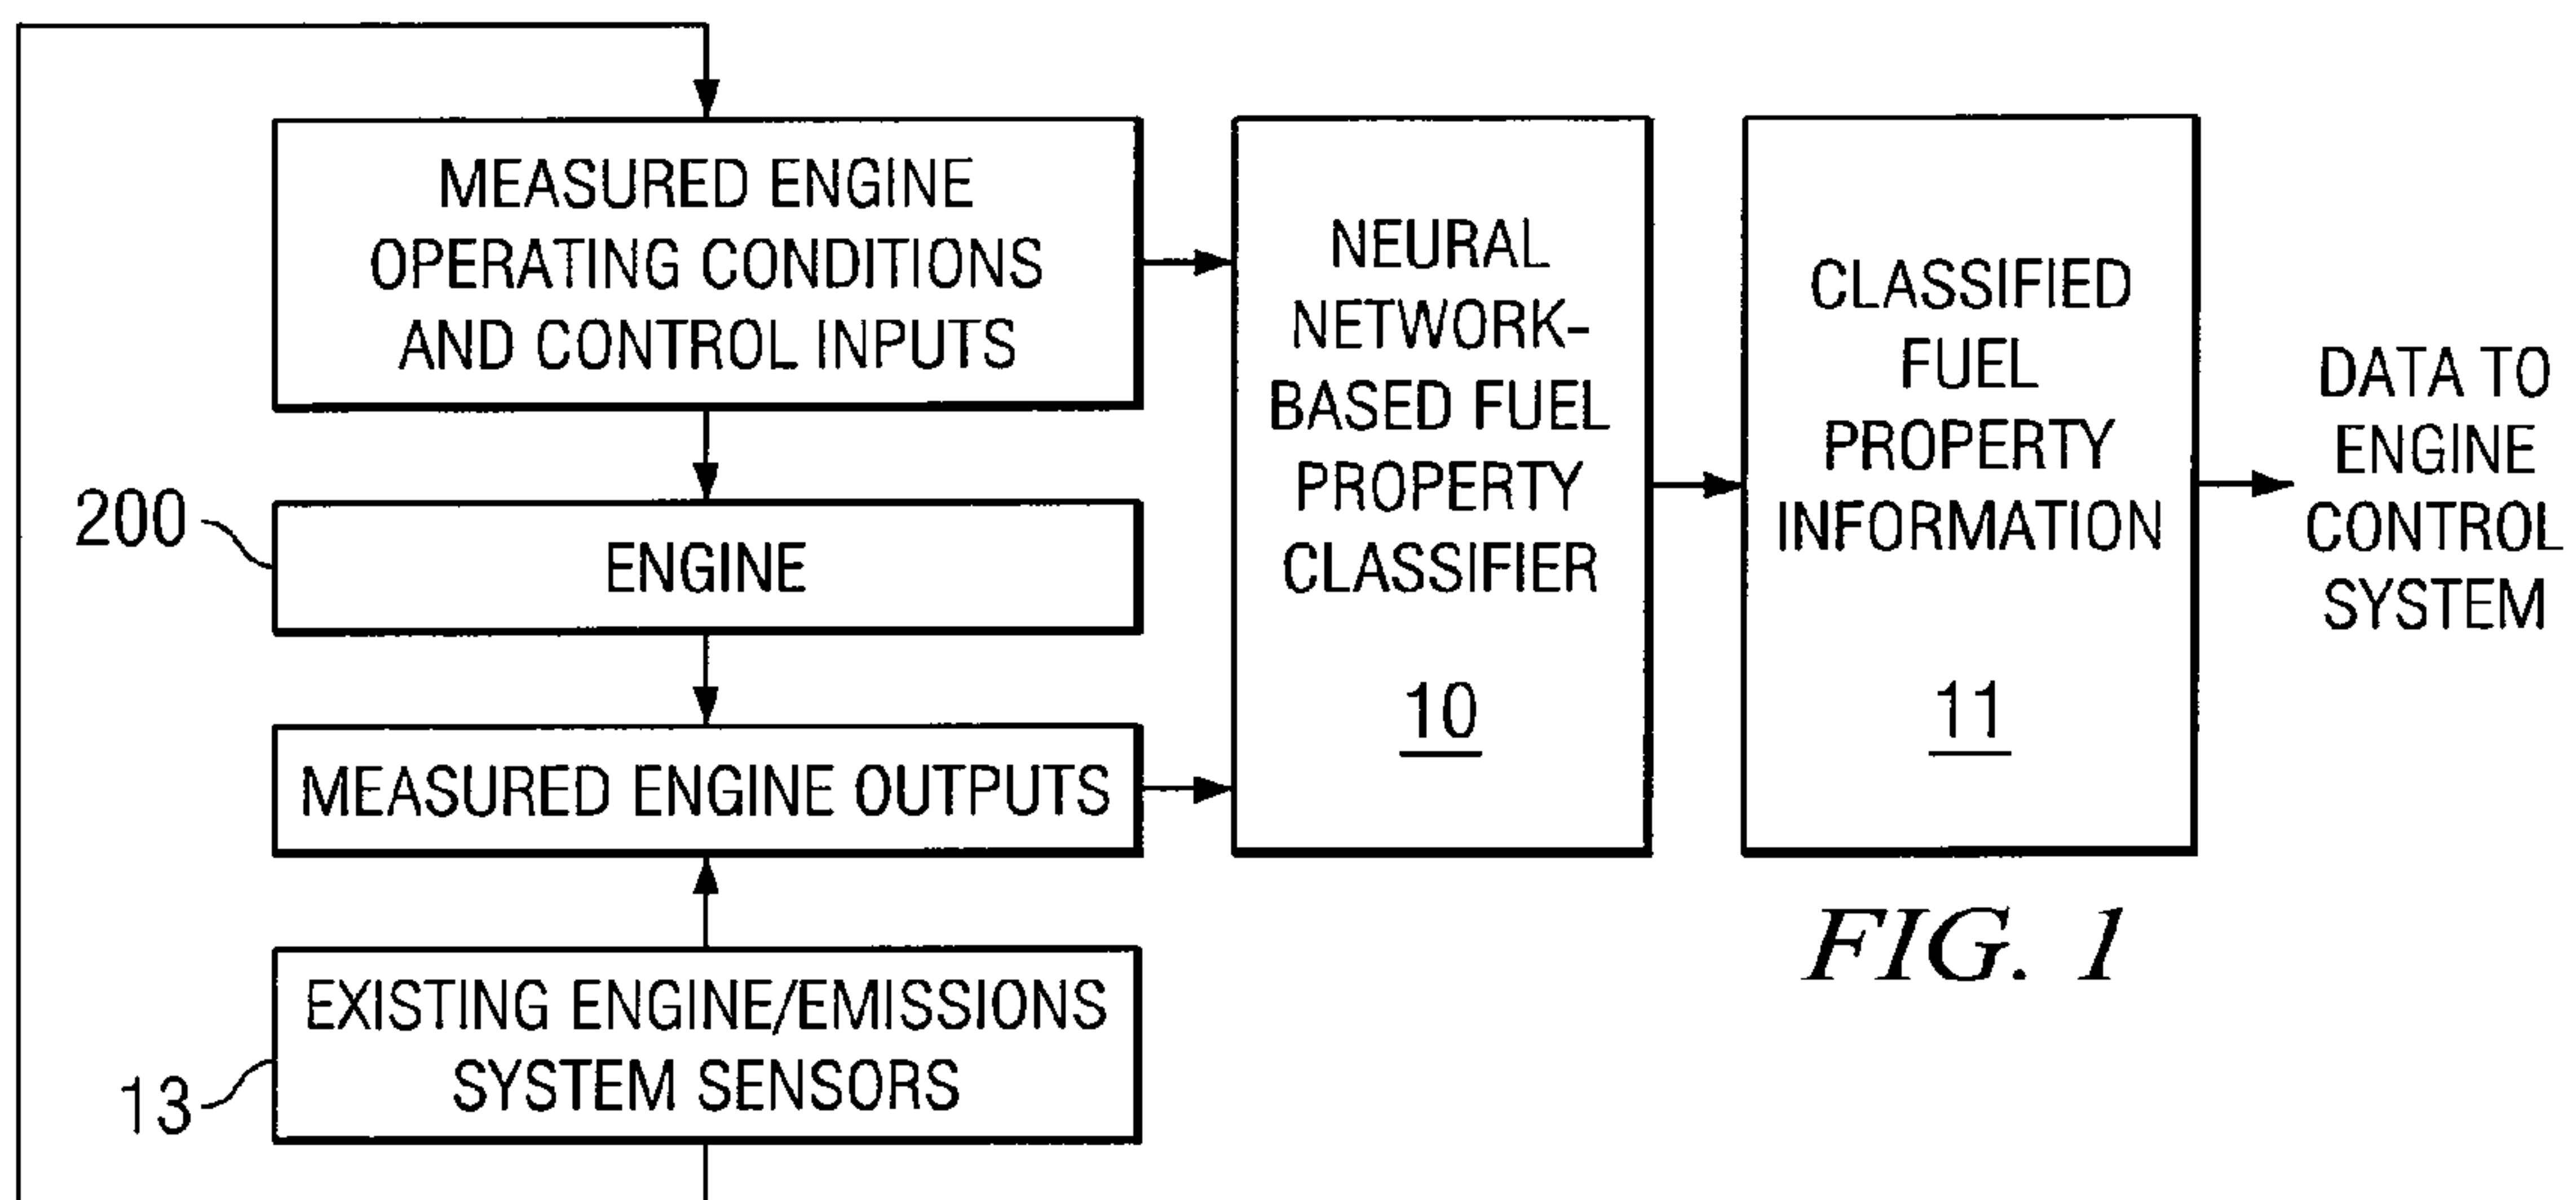 MEASURED ENGINE
OPERATING CONDITIONS
AND CONTROL INPUTS
200
ENGINE
MEASURED ENGINE OUTPUTS
EXISTING ENGINE/EMISSIONS
SYSTEM SENSORS
13
NEURAL
NETWORK-
BASED FUEL
PROPERTY
CLASSIFIER
10
CLASSIFIED
FUEL
PROPERTY
INFORMATION
11
DATA TO
ENGINE
CONTROL
SYSTEM
FIG. 1